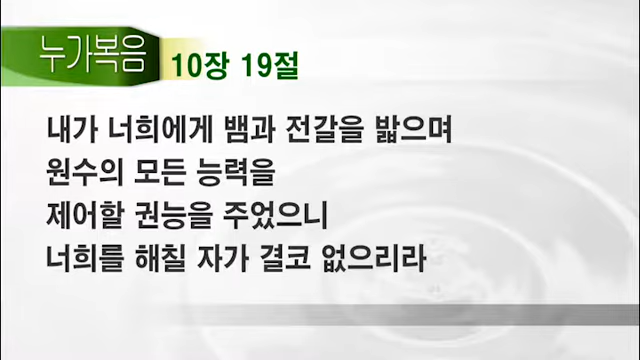 누가복음 10장 19절
내가 너희에게 뱀과 전갈을 밟으며
원수의 모든 능력을
제어할 권능을 주었으니
너희를 해칠 자가 결코 없으리라